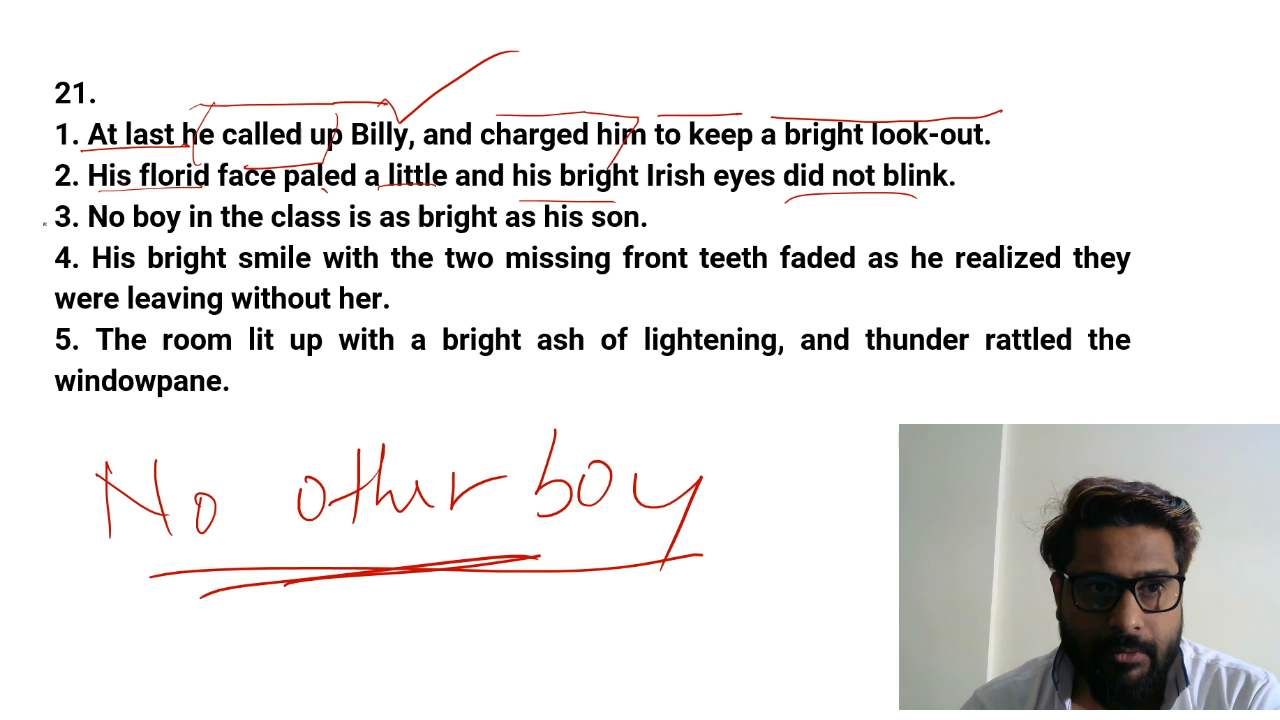 21.
1. At last he called up Billy, and charged him to keep a bright look-out.
2. His florid face paled a little and his bright Irish eyes did not blink.
3. No boy in the class is as bright as his son.
4. His bright smile with the two missing front teeth faded as he realized they
were leaving without her.
5. The room lit up with a bright ash of lightening, and thunder rattled the
windowpane.
No other boy